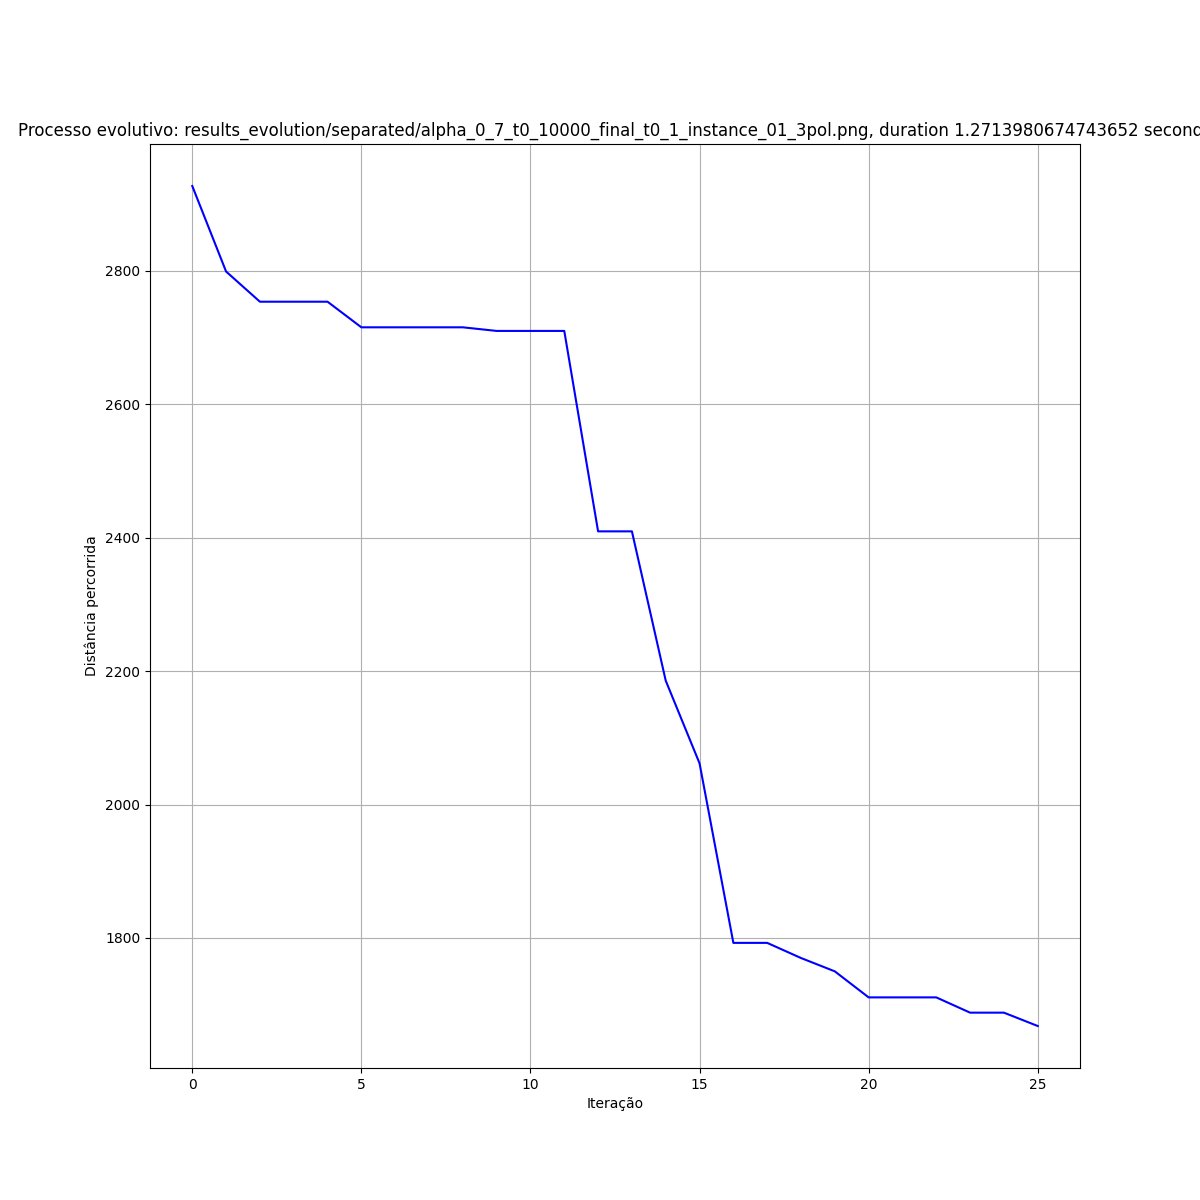 Processo evolutivo: results_evolution/separated/alpha_0_7_t0_10000_final_t0_1_instance_01_3pol.png, duration 1.2713980674743652 second
2800
2600
2400
2200
2000
1800
Distância percorrida
0 5 10 15 20 25
Iteração